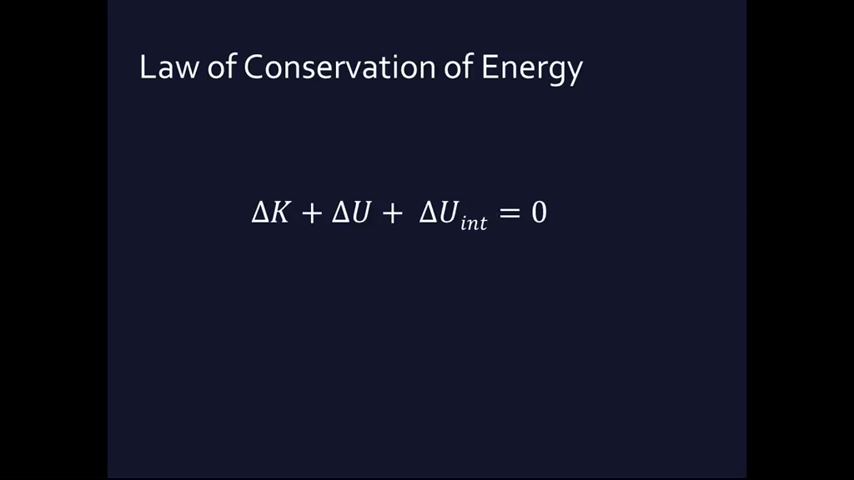 Law of Conservation of Energy
ΔK + ΔU + ΔU_int = 0